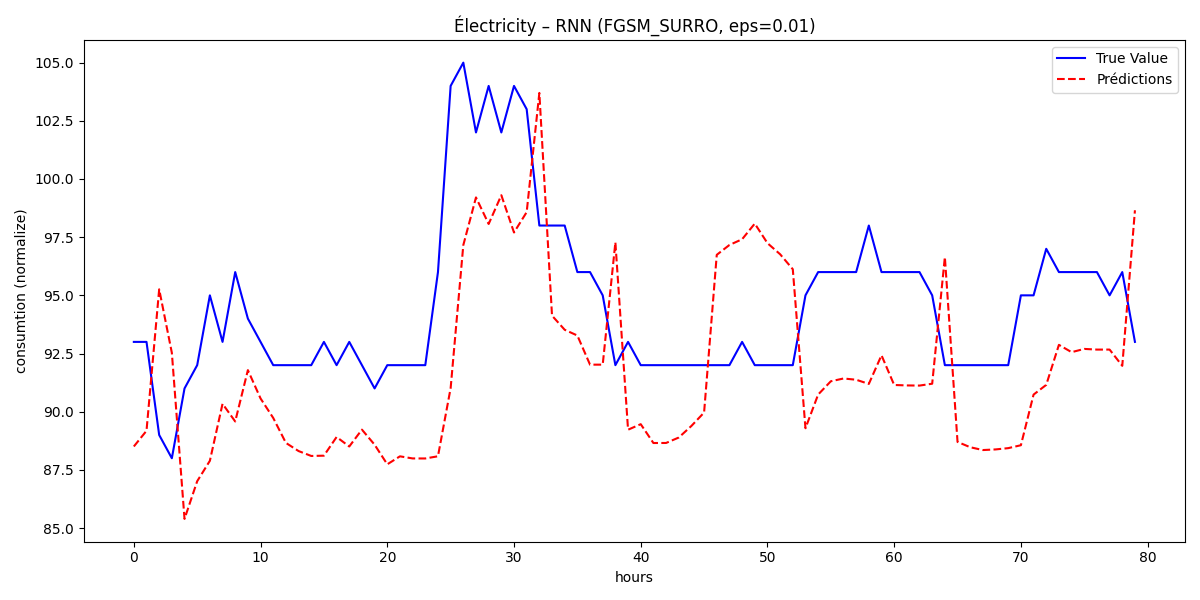 Électricity – RNN (FGSM_SURRO, eps=0.01)
True Value
Prédictions
consumtion (normalize)
105.0
102.5
100.0
97.5
95.0
92.5
90.0
87.5
85.0
0 10 20 30 40 50 60 70 80
hours